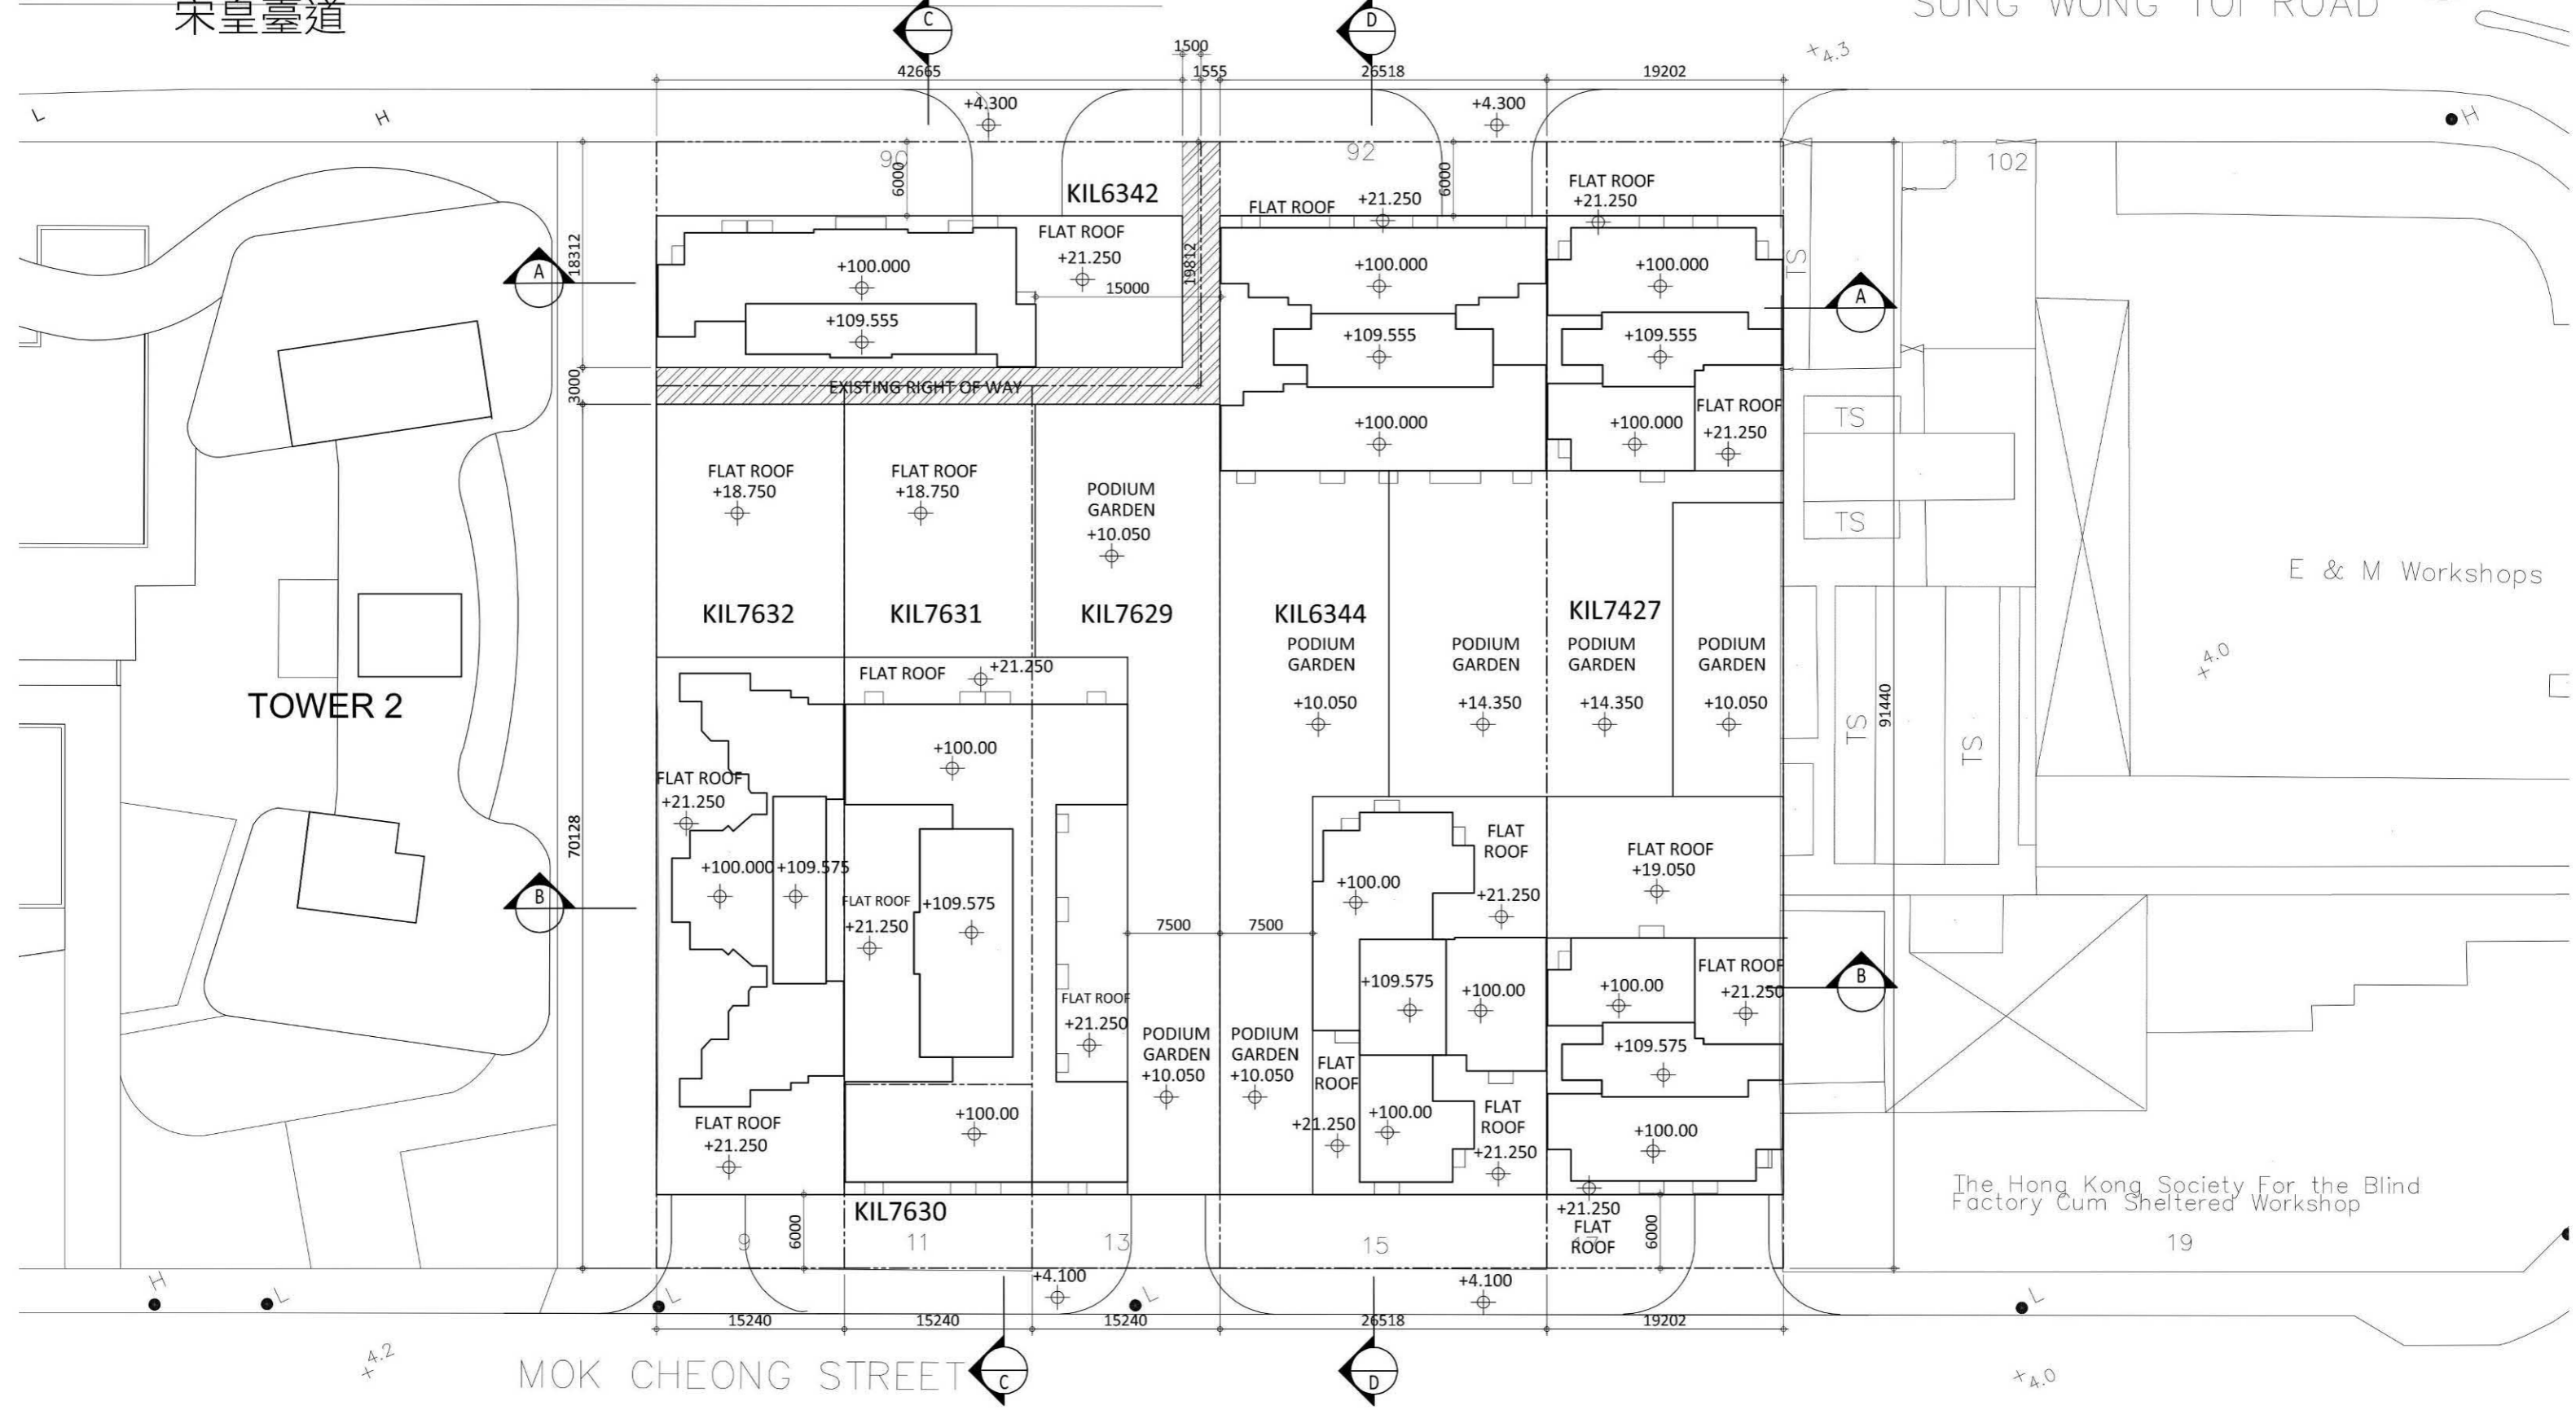 宋皇臺道
SUNG WONG TOI ROAD
C
D
1500
42665
1555
26518
19202
4.3
+4.300
+4.300
L
H
H
90
92
102
6000
6000
KIL6342
FLAT ROOF
+21.250
FLAT ROOF
+21.250
FLAT ROOF
+21.250
18312
19812
15000
A
A
TS
+100.000
+109.555
+100.000
+109.555
+100.000
+109.555
3000
EXISTING RIGHT OF WAY
+100.000
+100.000
FLAT ROOF
+21.250
TS
TS
FLAT ROOF
+18.750
FLAT ROOF
+18.750
PODIUM
GARDEN
+10.050
E & M Workshops
KIL7632
KIL7631
KIL7629
KIL6344
KIL7427
PODIUM
GARDEN
+10.050
PODIUM
GARDEN
+14.350
PODIUM
GARDEN
+14.350
PODIUM
GARDEN
+10.050
4.0
91440
TS
TS
TOWER 2
FLAT ROOF
+21.250
+100.00
FLAT ROOF
+21.250
70128
+100.000
+109.575
FLAT ROOF
+21.250
+109.575
FLAT
ROOF
+21.250
FLAT ROOF
+19.050
+100.00
B
B
7500
7500
+109.575
+100.00
+100.00
FLAT ROOF
+21.250
FLAT ROOF
+21.250
PODIUM
GARDEN
+10.050
PODIUM
GARDEN
+10.050
+109.575
FLAT
ROOF
+21.250
+100.00
FLAT
ROOF
+21.250
+100.00
FLAT ROOF
+21.250
+100.00
The Hong Kong Society For the Blind
Factory Cum Sheltered Workshop
KIL7630
+21.250
FLAT
ROOF
6000
6000
9
11
13
15
17
19
H
L
L
L
L
+4.100
+4.100
15240
15240
15240
26518
19202
4.2
MOK CHEONG STREET
C
D
4.0